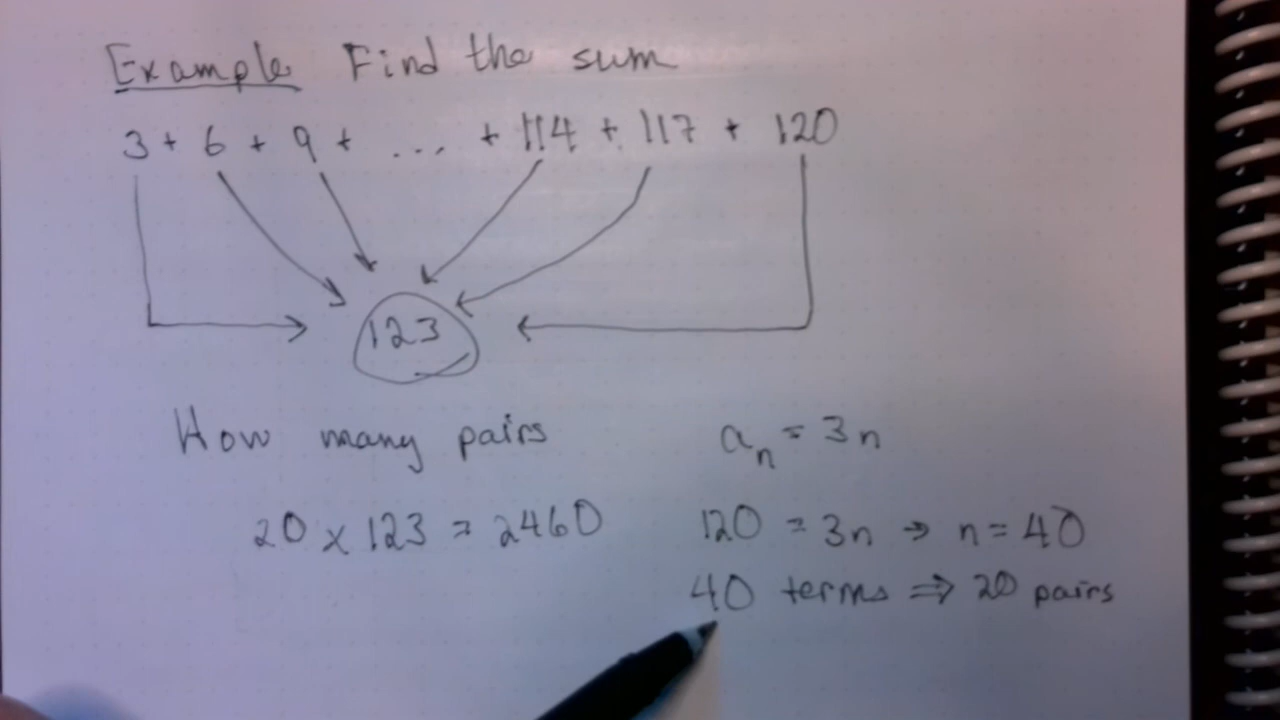 Example Find the sum
3 + 6 + 9 + ... + 114 + 117 + 120
123
How many pairs
20 x 123 = 2460
aₙ = 3n
120 = 3n → n = 40
40 terms ⇒ 20 pairs